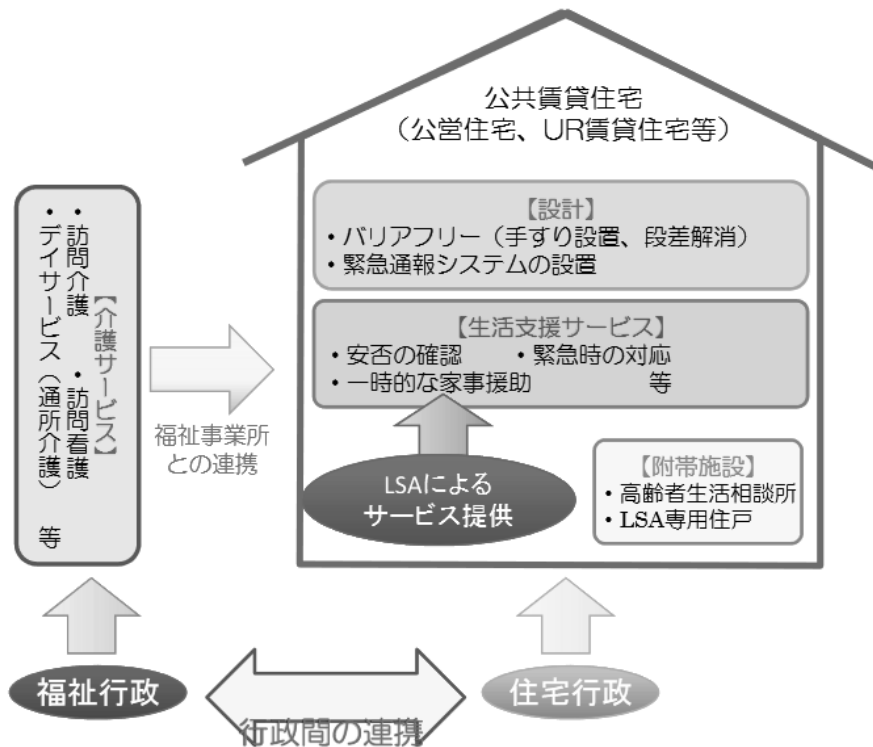 公共賃貸住宅
（公営住宅、UR賃貸住宅等）
【設計】
・バリアフリー（手すり設置、段差解消）
・緊急通報システムの設置
【生活支援サービス】
・安否の確認　・緊急時の対応
・一時的な家事援助　等
LSAによる
サービス提供
【附帯施設】
・高齢者生活相談所
・LSA専用住戸
【介護サービス】
・訪問介護　・訪問看護
・デイサービス（通所介護）　等
福祉事業所
との連携
福祉行政
住宅行政
行政間の連携